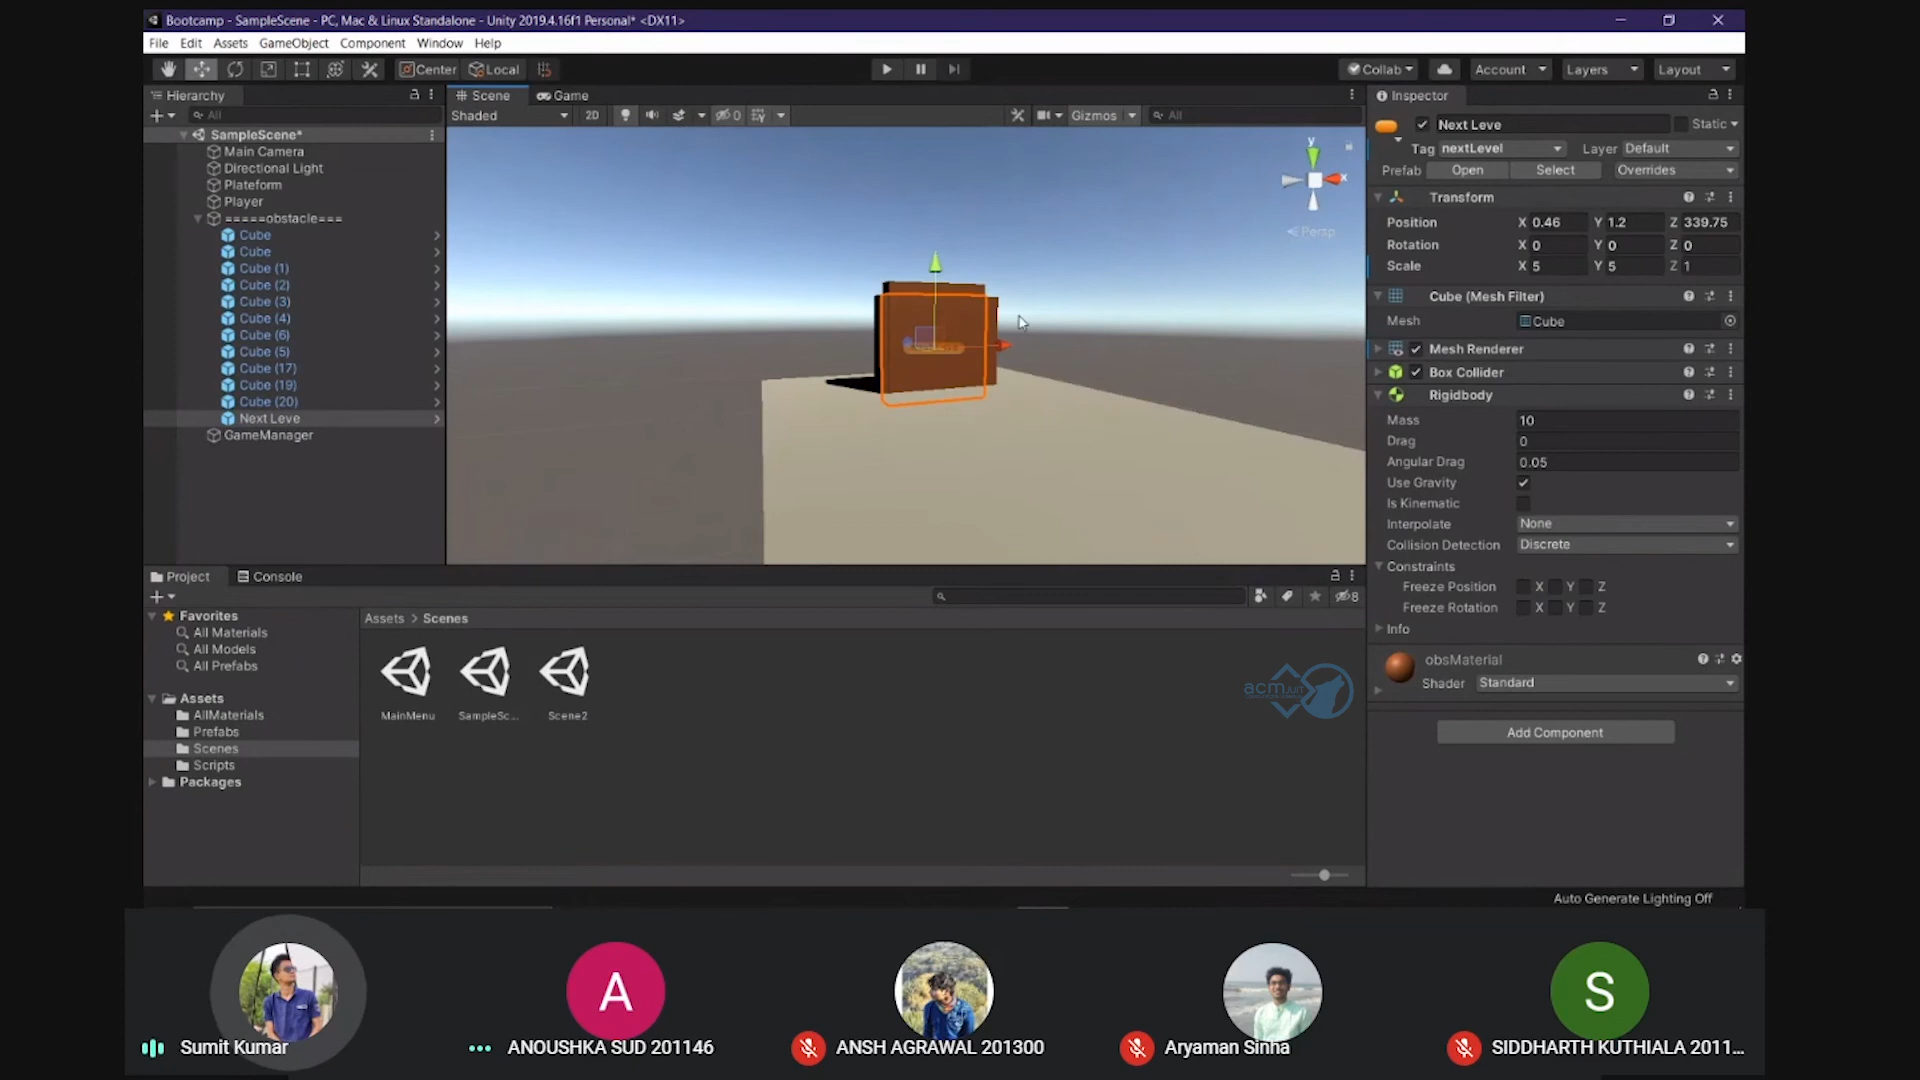 Bootcamp - SampleScene - PC, Mac & Linux Standalone - Unity 2019.4.16f1 Personal* <DX11>
File Edit Assets GameObject Component Window Help
Center Local
Collab Account Layers Layout
Hierarchy
All
SampleScene*
Main Camera
Directional Light
Plateform
Player
=====obstacle===
Cube
Cube
Cube (1)
Cube (2)
Cube (3)
Cube (4)
Cube (6)
Cube (5)
Cube (17)
Cube (19)
Cube (20)
Next Leve
GameManager
Scene Game
Shaded 2D 0 Gizmos All
y
x
Persp
Inspector
Next Leve Static
Tag nextLevel Layer Default
Prefab Open Select Overrides
Transform
Position X 0.46 Y 1.2 Z 339.75
Rotation X 0 Y 0 Z 0
Scale X 5 Y 5 Z 1
Cube (Mesh Filter)
Mesh Cube
Mesh Renderer
Box Collider
Rigidbody
Mass 10
Drag 0
Angular Drag 0.05
Use Gravity
Is Kinematic
Interpolate None
Collision Detection Discrete
Constraints
Freeze Position X Y Z
Freeze Rotation X Y Z
Info
obsMaterial
Shader Standard
Add Component
Project Console
8
Favorites
All Materials
All Models
All Prefabs
Assets
AllMaterials
Prefabs
Scenes
Scripts
Packages
Assets > Scenes
MainMenu SampleSc... Scene2
acm JUIT
Auto Generate Lighting Off
A
S
Sumit Kumar
ANOUSHKA SUD 201146
ANSH AGRAWAL 201300
Aryaman Sinha
SIDDHARTH KUTHIALA 2011...